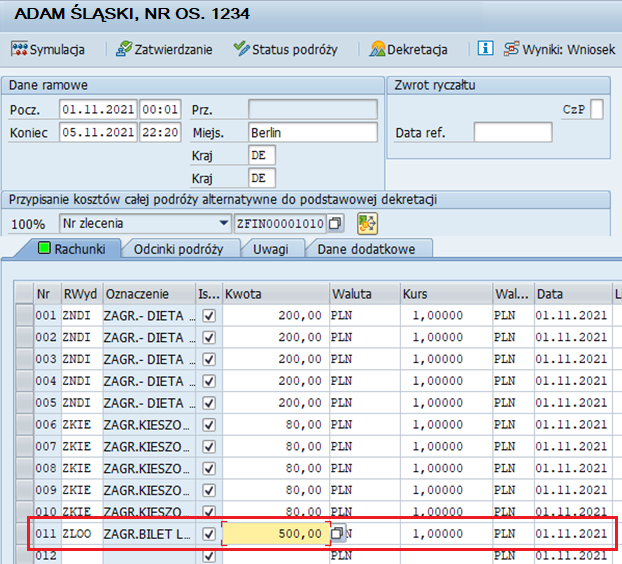 ADAM ŚLĄSKI, NR OS. 1234
Symulacja Zatwierdzanie Status podróży Dekretacja Wyniki: Wniosek
Dane ramowe Zwrot ryczałtu
Pocz. 01.11.2021 00:01 Prz. CzP
Koniec 05.11.2021 22:20 Miejs. Berlin Data ref.
Kraj DE
Kraj DE
Przypisanie kosztów całej podróży alternatywne do podstawowej dekretacji
100% Nr zlecenia ZFIN00001010
Rachunki Odcinki podróży Uwagi Dane dodatkowe
Nr RWyd Oznaczenie Is... Kwota Waluta Kurs Wal... Data L
001 ZNDI ZAGR.- DIETA ... 200,00 PLN 1,00000 PLN 01.11.2021
002 ZNDI ZAGR.- DIETA ... 200,00 PLN 1,00000 PLN 01.11.2021
003 ZNDI ZAGR.- DIETA ... 200,00 PLN 1,00000 PLN 01.11.2021
004 ZNDI ZAGR.- DIETA ... 200,00 PLN 1,00000 PLN 01.11.2021
005 ZNDI ZAGR.- DIETA ... 200,00 PLN 1,00000 PLN 01.11.2021
006 ZKIE ZAGR.KIESZO... 80,00 PLN 1,00000 PLN 01.11.2021
007 ZKIE ZAGR.KIESZO... 80,00 PLN 1,00000 PLN 01.11.2021
008 ZKIE ZAGR.KIESZO... 80,00 PLN 1,00000 PLN 01.11.2021
009 ZKIE ZAGR.KIESZO... 80,00 PLN 1,00000 PLN 01.11.2021
010 ZKIE ZAGR.KIESZO... 80,00 PLN 1,00000 PLN 01.11.2021
011 ZLOO ZAGR.BILET L... 500,00 PLN 1,00000 PLN 01.11.2021
012 PLN PLN 01.11.2021